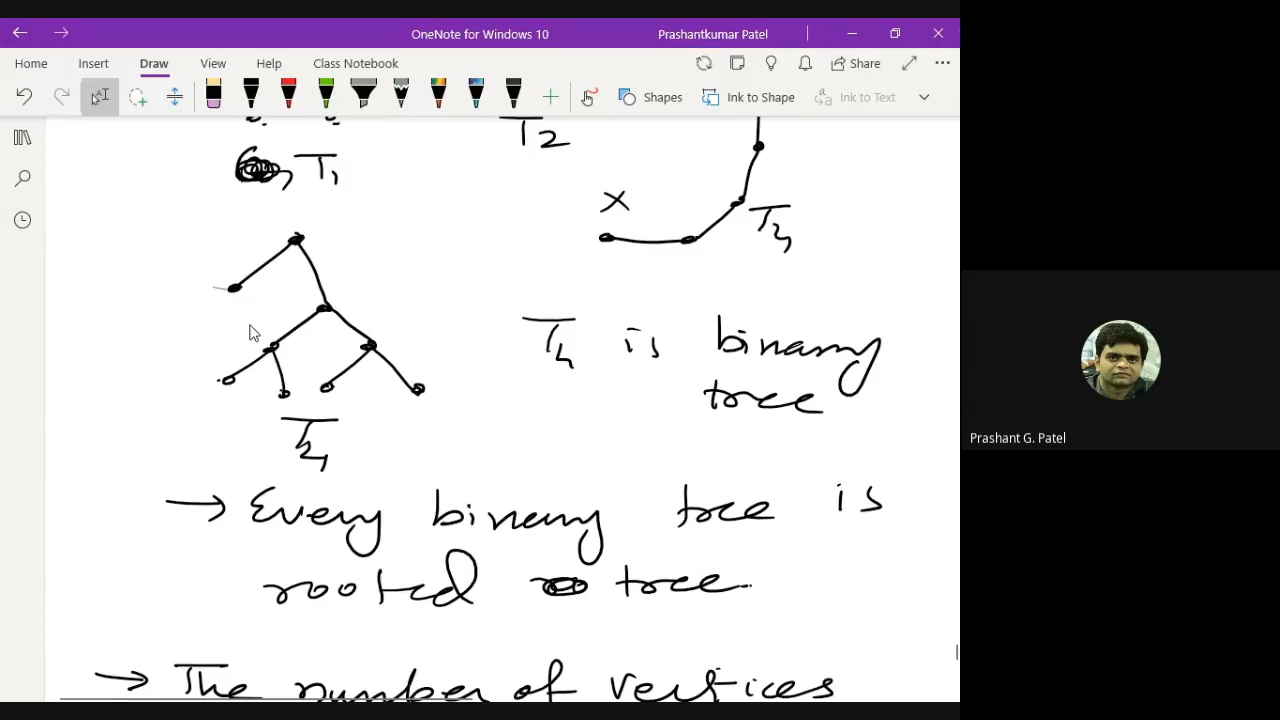 OneNote for Windows 10
Prashantkumar Patel
Home Insert Draw View Help Class Notebook Share
Shapes Ink to Shape Ink to Text
T2
T1
X
T3
T4 is binary
tree
T4
→ Every binary tree is
rooted tree.
→ The number of vertices
Prashant G. Patel